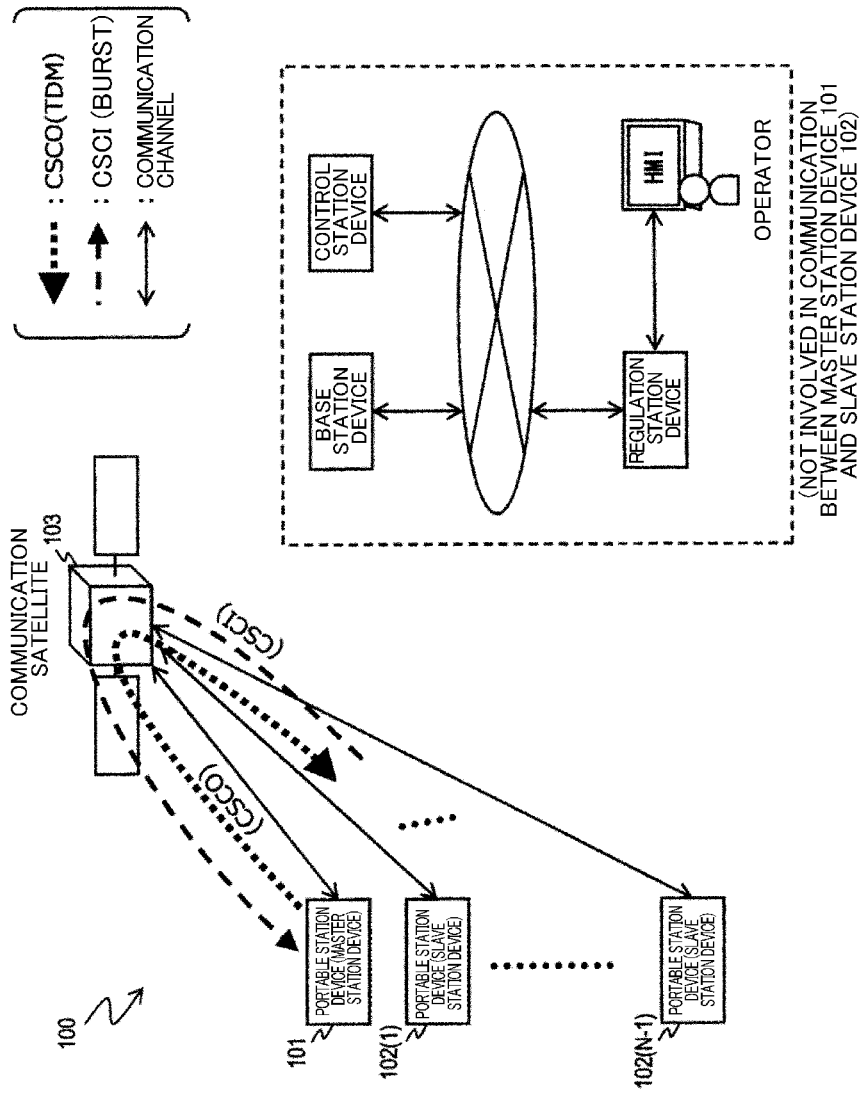 100
COMMUNICATION
SATELLITE
103
: CSCO(TDM)
: CSCI (BURST)
: COMMUNICATION
CHANNEL
(CSCO)
(CSCI)
PORTABLE STATION
DEVICE (MASTER
STATION DEVICE)
101
PORTABLE STATION
DEVICE (SLAVE
STATION DEVICE)
102(1)
PORTABLE STATION
DEVICE (SLAVE
STATION DEVICE)
102(N-1)
BASE
STATION
DEVICE
CONTROL
STATION
DEVICE
REGULATION
STATION
DEVICE
HMI
OPERATOR
(NOT INVOLVED IN COMMUNICATION
BETWEEN MASTER STATION DEVICE 101
AND SLAVE STATION DEVICE 102)